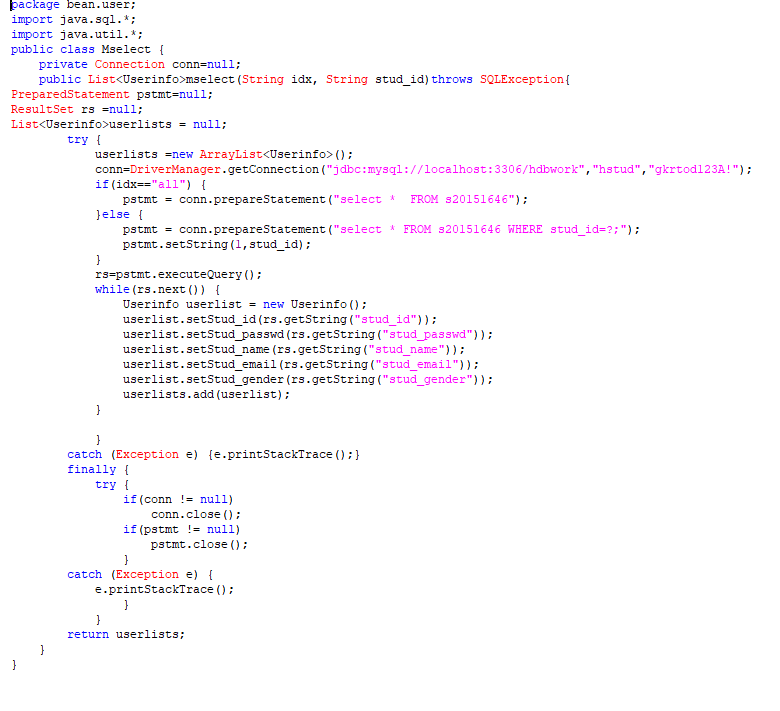 package bean.user;
import java.sql.*;
import java.util.*;
public class Mselect {
    private Connection conn=null;
    public List<Userinfo>mselect(String idx, String stud_id)throws SQLException{
PreparedStatement pstmt=null;
ResultSet rs =null;
List<Userinfo>userlists = null;
        try {
            userlists =new ArrayList<Userinfo>();
            conn=DriverManager.getConnection("jdbc:mysql://localhost:3306/hdbwork","hstud","gkrtod123A!");
            if(idx=="all") {
                pstmt = conn.prepareStatement("select *  FROM s20151646");
            }else {
                pstmt = conn.prepareStatement("select * FROM s20151646 WHERE stud_id=?;");
                pstmt.setString(1,stud_id);
            }
            rs=pstmt.executeQuery();
            while(rs.next()) {
                Userinfo userlist = new Userinfo();
                userlist.setStud_id(rs.getString("stud_id"));
                userlist.setStud_passwd(rs.getString("stud_passwd"));
                userlist.setStud_name(rs.getString("stud_name"));
                userlist.setStud_email(rs.getString("stud_email"));
                userlist.setStud_gender(rs.getString("stud_gender"));
                userlists.add(userlist);
            }

            }
        catch (Exception e) {e.printStackTrace();}
        finally {
            try {
                if(conn != null)
                    conn.close();
                if(pstmt != null)
                    pstmt.close();
                }
        catch (Exception e) {
            e.printStackTrace();
                }
            }
        return userlists;
    }
}